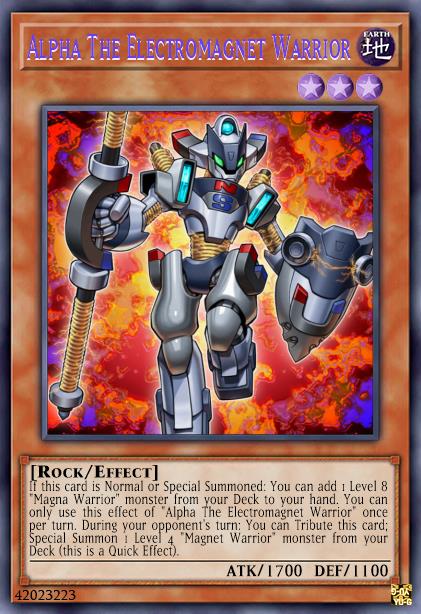 Alpha The Electromagnet Warrior
EARTH
地
N
S
[Rock/Effect]
If this card is Normal or Special Summoned: You can add 1 Level 8
"Magna Warrior" monster from your Deck to your hand. You can
only use this effect of "Alpha The Electromagnet Warrior" once
per turn. During your opponent's turn: You can Tribute this card;
Special Summon 1 Level 4 "Magnet Warrior" monster from your
Deck (this is a Quick Effect).
ATK/1700 DEF/1100
42023223